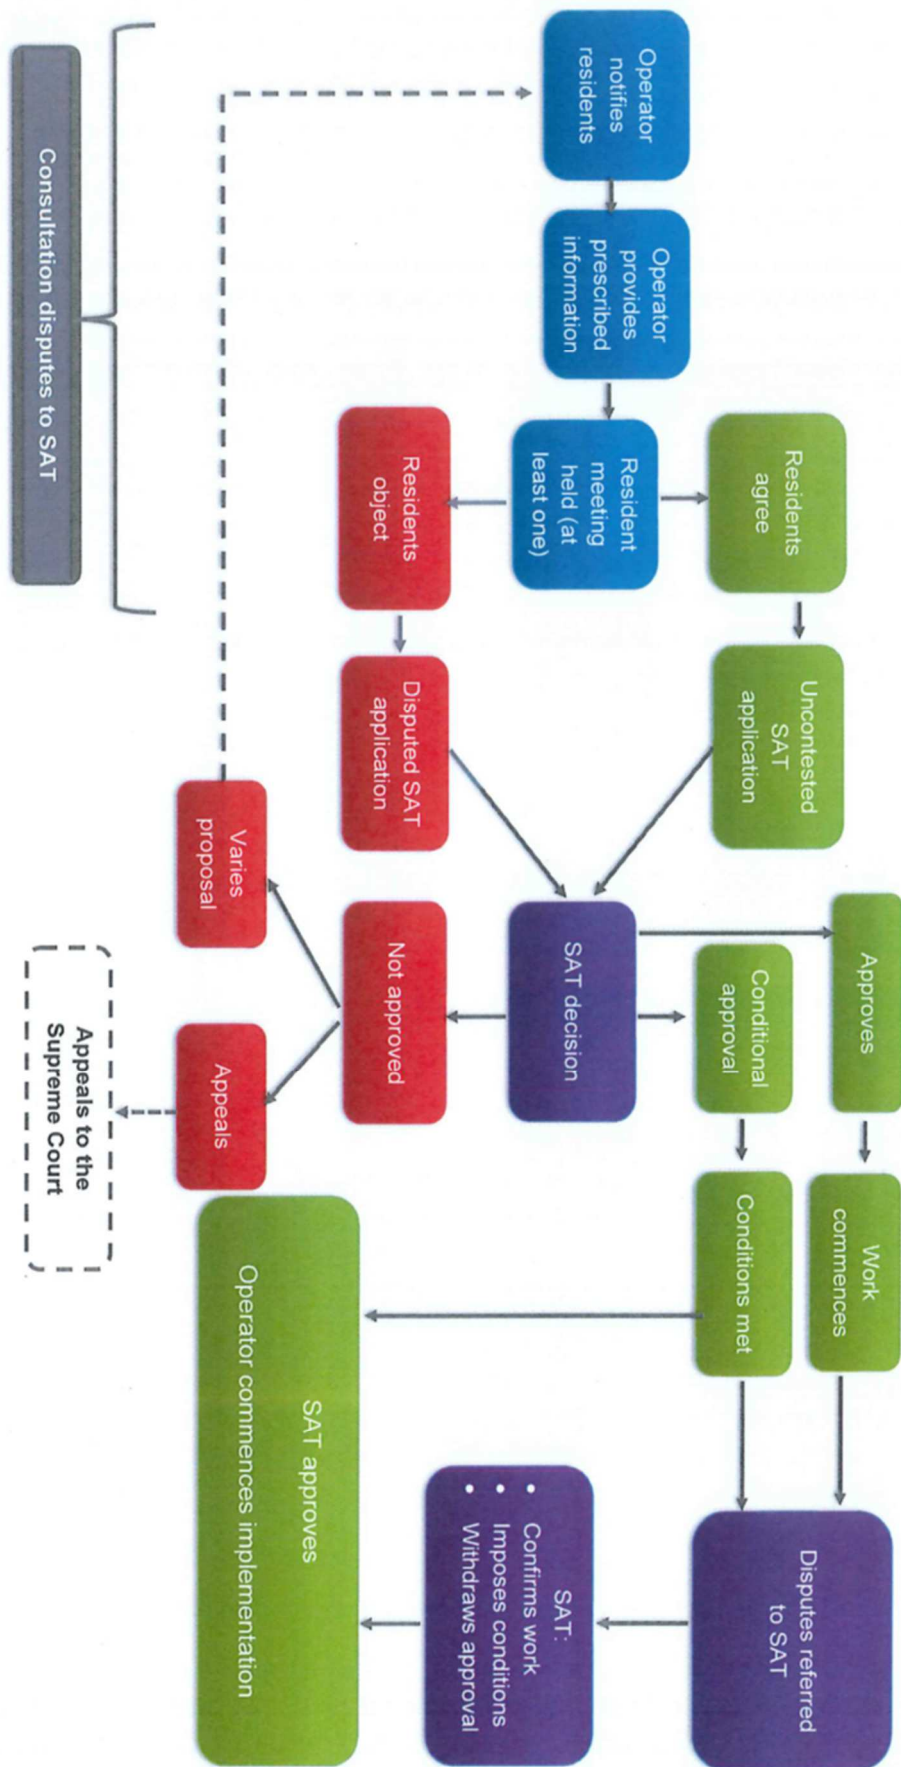 Operator
notifies
residents
Operator
provides
prescribed
information
Resident
meeting
held (at
least one)
Residents
agree
Uncontested
SAT
application
Residents
object
Disputed SAT
application
SAT decision
Approves
Work
commences
Conditional
approval
Conditions met
Disputes referred
to SAT
SAT:
• Confirms work
• Imposes conditions
• Withdraws approval
SAT approves
Operator commences implementation
Not approved
Varies
proposal
Appeals
Appeals to the
Supreme Court
Consultation disputes to SAT